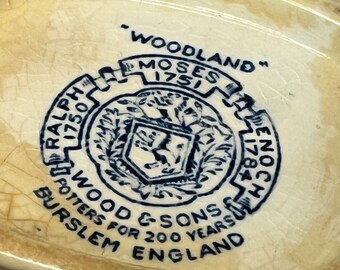 "WOODLAND"
RALPH 1750
MOSES 1751
ENOCH 1784
WOOD & SONS
POTTERS FOR 200 YEARS
BURSLEM ENGLAND